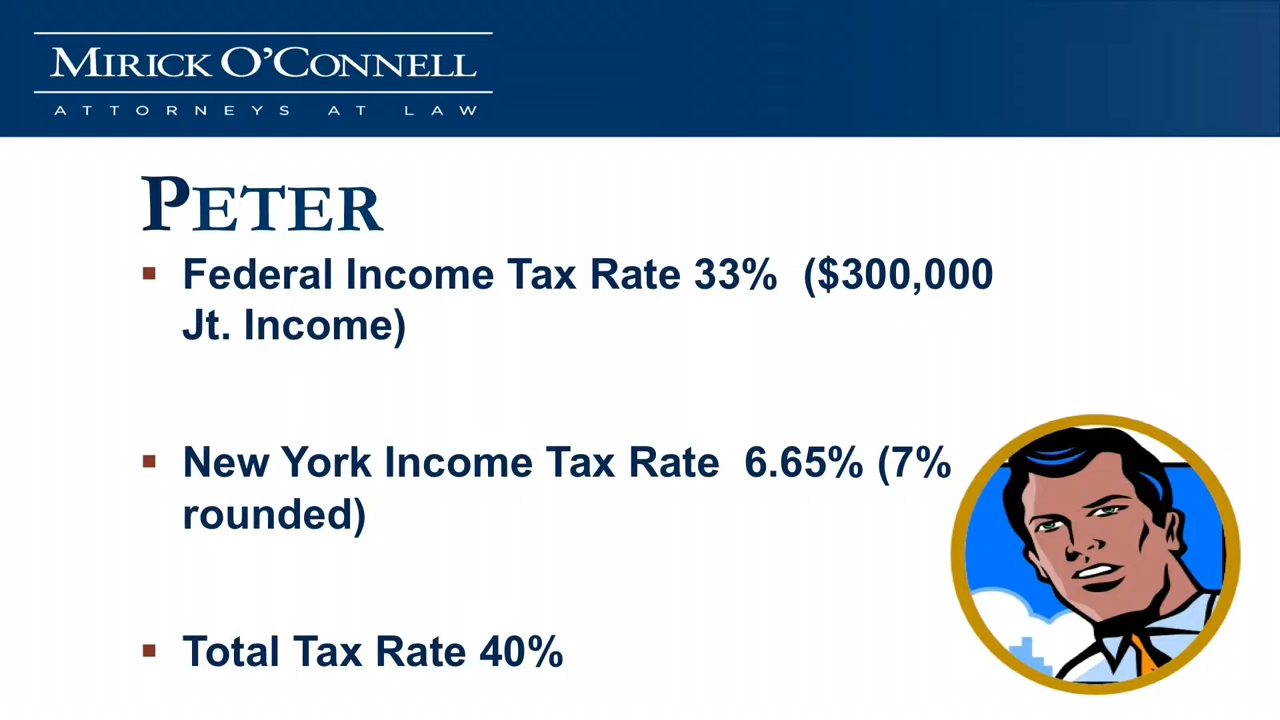 MIRICK O'CONNELL
ATTORNEYS AT LAW
PETER
▪ Federal Income Tax Rate 33% ($300,000
Jt. Income)
▪ New York Income Tax Rate 6.65% (7%
rounded)
▪ Total Tax Rate 40%